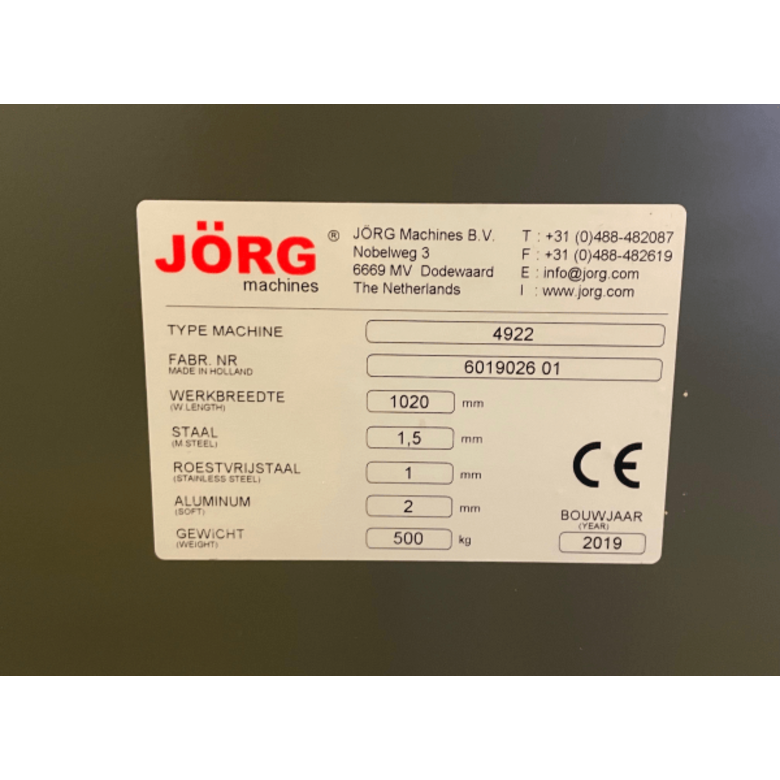 JÖRG ®
machines
JÖRG Machines B.V.
Nobelweg 3
6669 MV Dodewaard
The Netherlands
T : +31 (0)488-482087
F : +31 (0)488-482619
E : info@jorg.com
I : www.jorg.com
TYPE MACHINE 4922
FABR. NR 6019026 01
MADE IN HOLLAND
WERKBREEDTE 1020 mm
(W.LENGTH)
STAAL 1,5 mm
(M STEEL)
ROESTVRIJSTAAL 1 mm
(STAINLESS STEEL)
ALUMINUM 2 mm
(SOFT)
GEWICHT 500 kg
(WEIGHT)
CE
BOUWJAAR
(YEAR)
2019